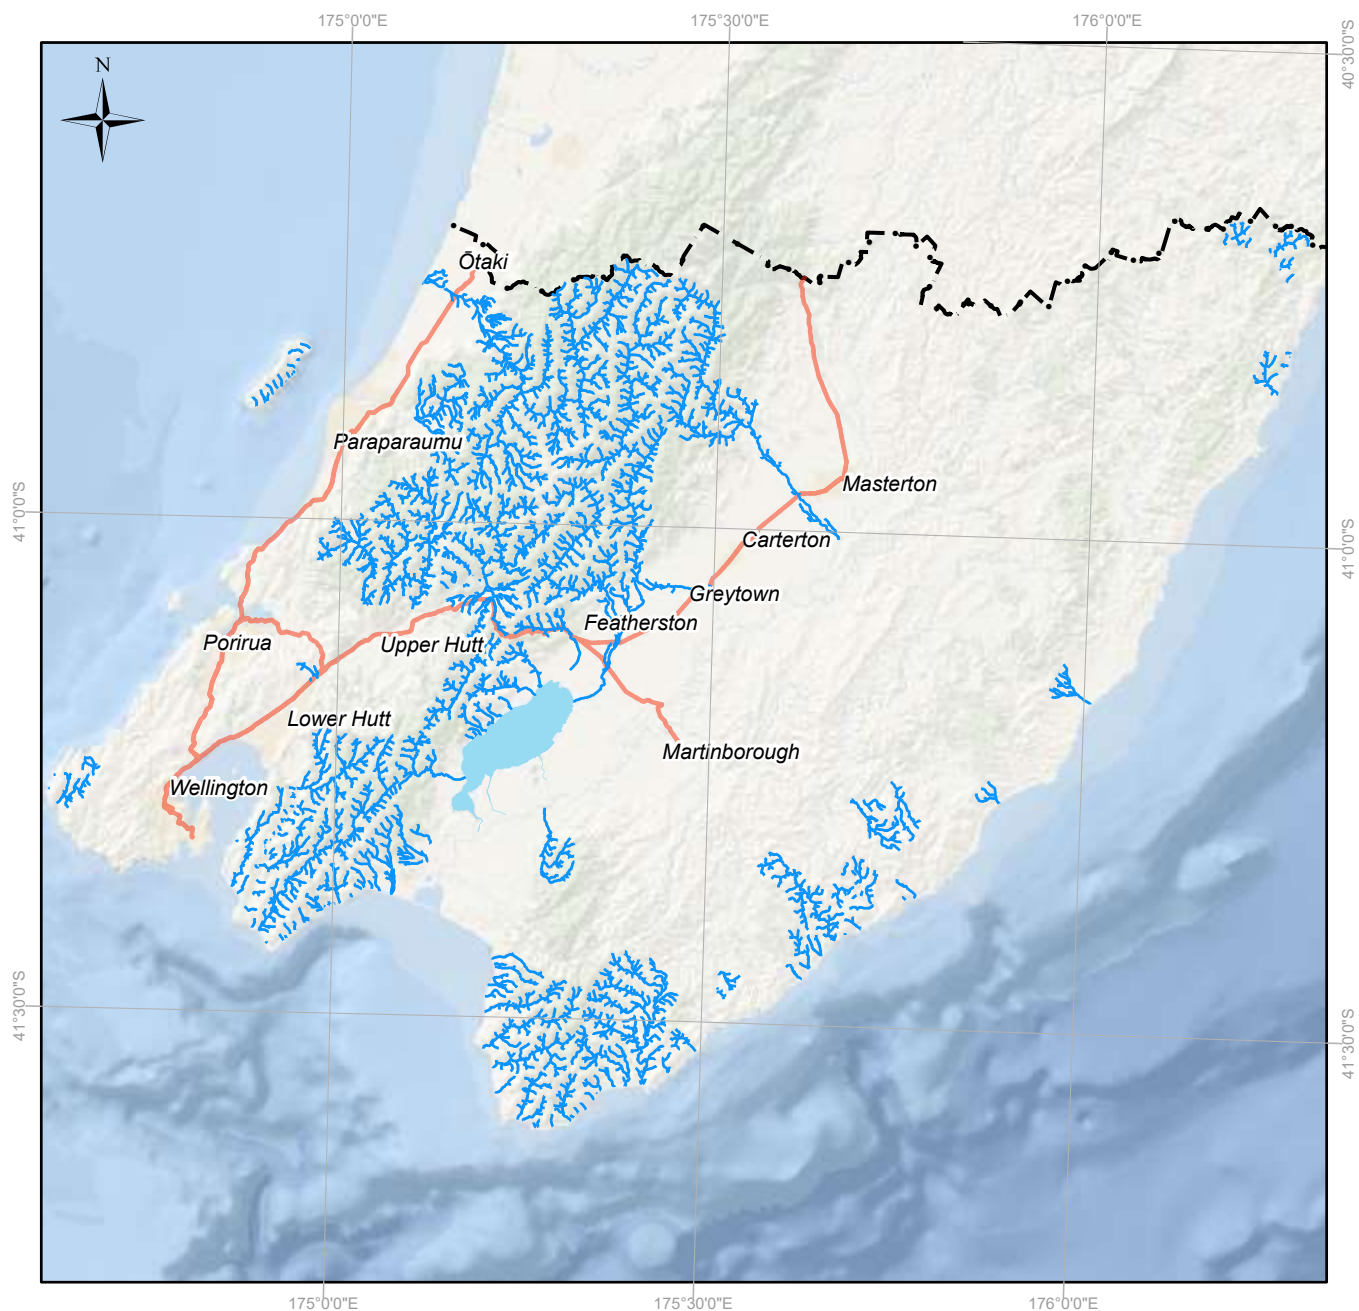 175°0'0"E
175°30'0"E
176°0'0"E
40°30'0"S
N
Ōtaki
Paraparaumu
Masterton
41°0'0"S
41°0'0"S
Carterton
Greytown
Featherston
Porirua
Upper Hutt
Lower Hutt
Martinborough
Wellington
41°30'0"S
41°30'0"S
175°0'0"E
175°30'0"E
176°0'0"E